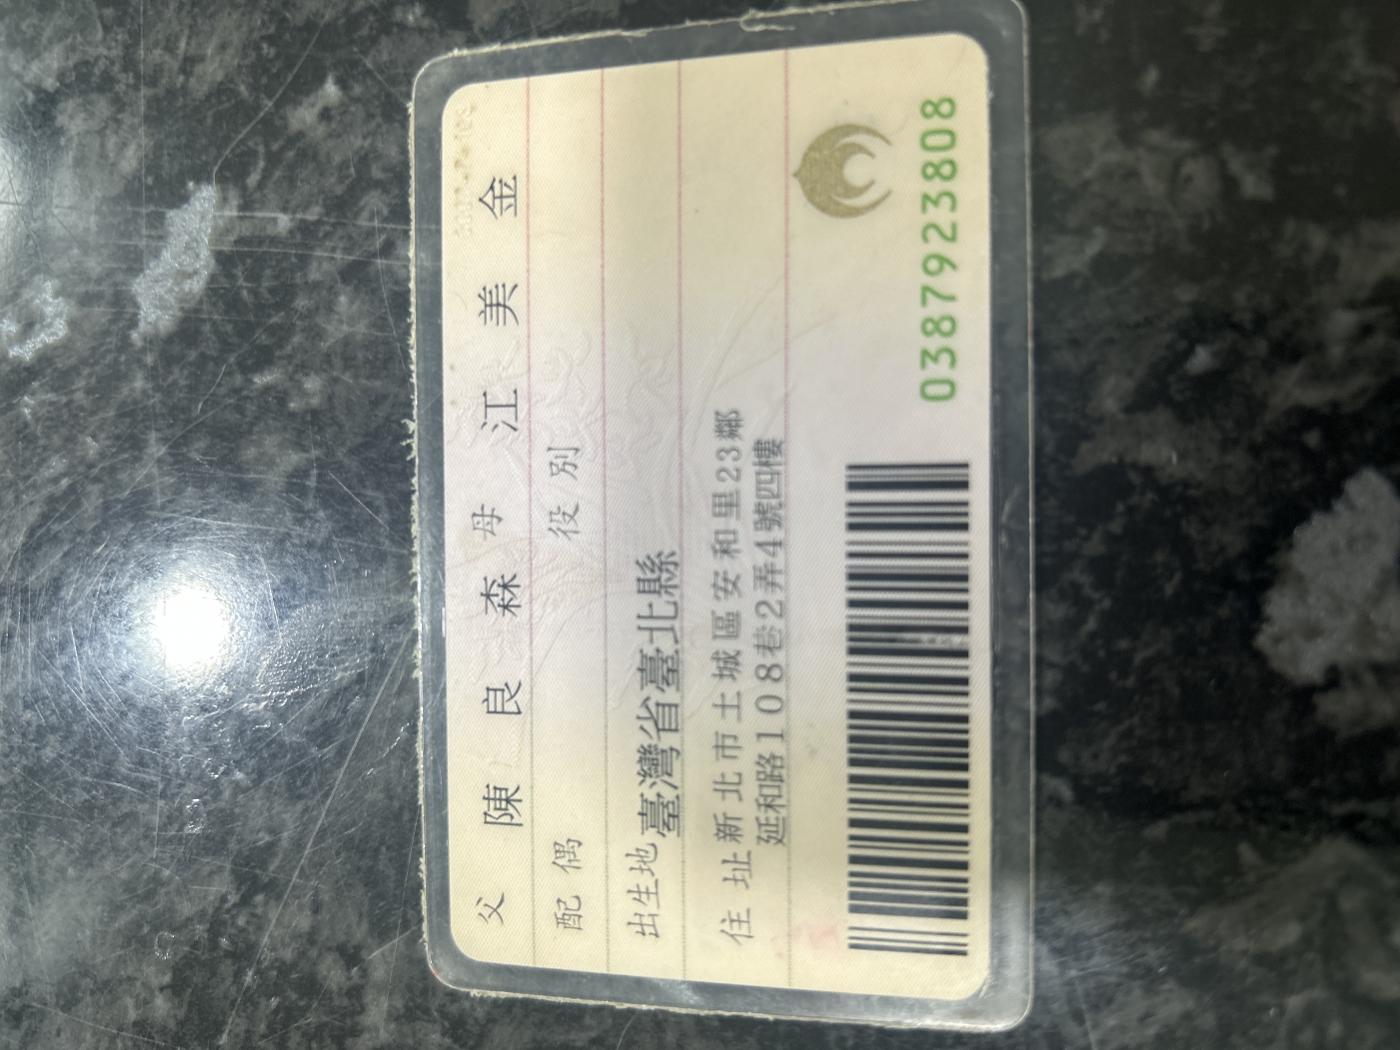 父 陳良森 母 江美金
配偶 役別
出生地 臺灣省臺北縣
住址 新北市土城區安和里23鄰
延和路108巷2弄4號四樓
0387923808